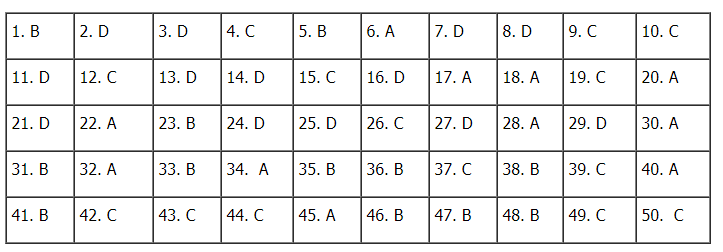 1. B 2. D 3. D 4. C 5. B 6. A 7. D 8. D 9. C 10. C
11. D 12. C 13. D 14. D 15. C 16. D 17. A 18. A 19. C 20. A
21. D 22. A 23. B 24. D 25. D 26. C 27. D 28. A 29. D 30. A
31. B 32. A 33. B 34. A 35. B 36. B 37. C 38. B 39. C 40. A
41. B 42. C 43. C 44. C 45. A 46. B 47. B 48. B 49. C 50. C